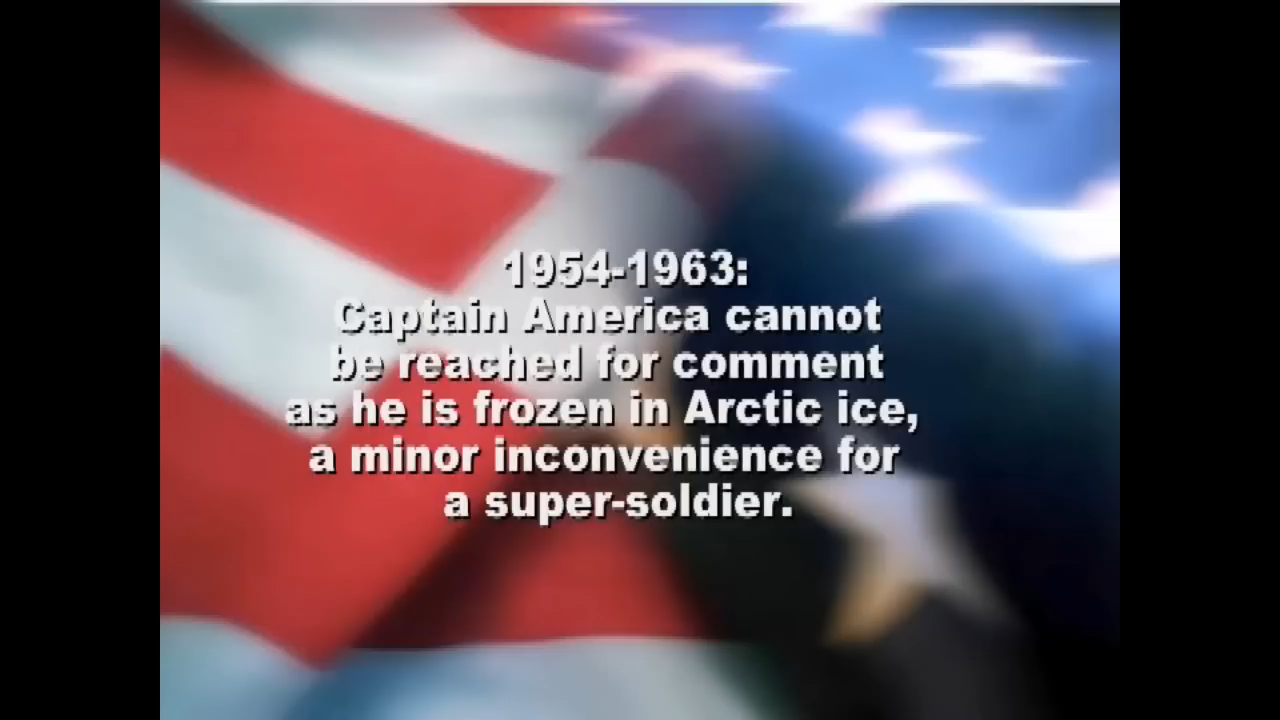 1954-1963:
Captain America cannot
be reached for comment
as he is frozen in Arctic ice,
a minor inconvenience for
a super-soldier.